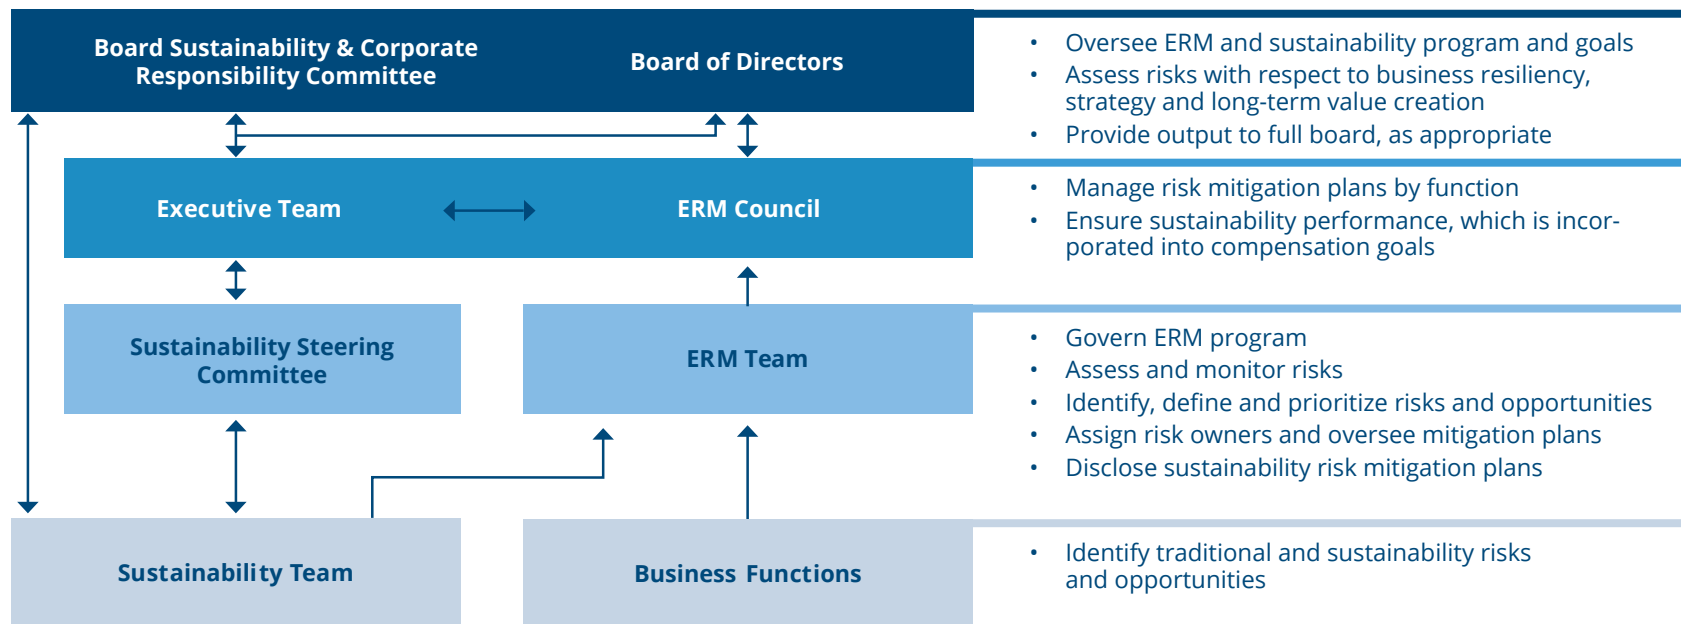 Board Sustainability & Corporate
Responsibility Committee
Board of Directors
• Oversee ERM and sustainability program and goals
• Assess risks with respect to business resiliency,
strategy and long-term value creation
• Provide output to full board, as appropriate
Executive Team
ERM Council
• Manage risk mitigation plans by function
• Ensure sustainability performance, which is incor-
porated into compensation goals
Sustainability Steering
Committee
ERM Team
• Govern ERM program
• Assess and monitor risks
• Identify, define and prioritize risks and opportunities
• Assign risk owners and oversee mitigation plans
• Disclose sustainability risk mitigation plans
Sustainability Team
Business Functions
• Identify traditional and sustainability risks
and opportunities